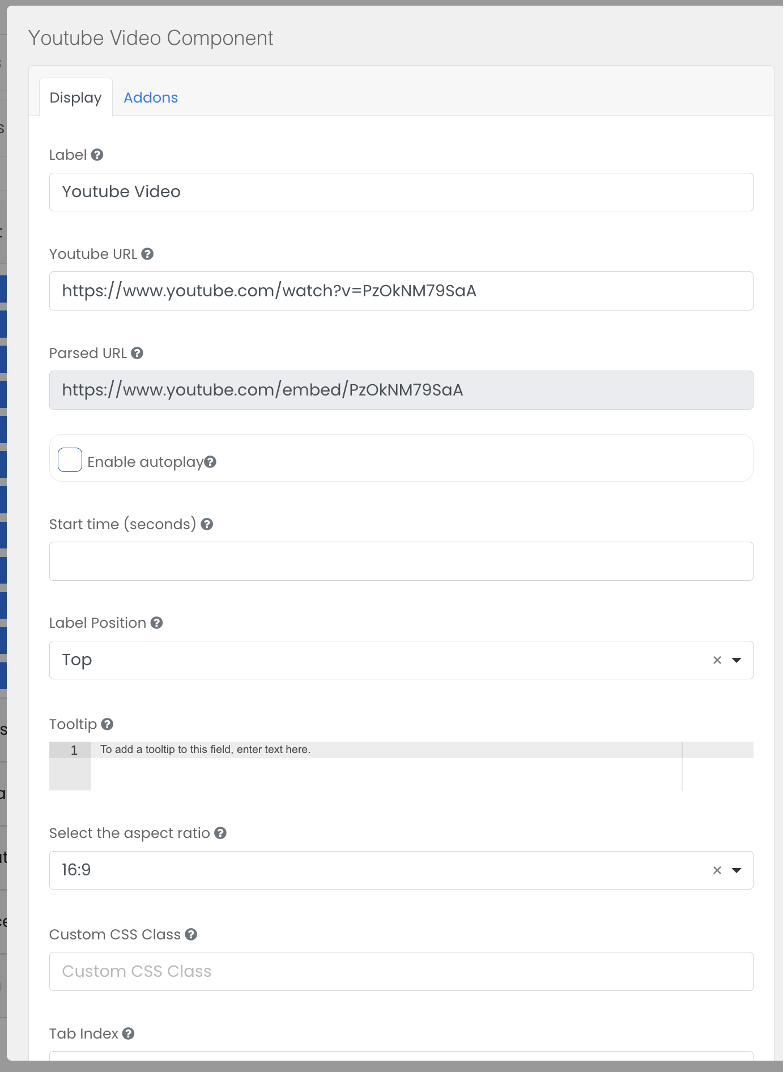 Youtube Video Component
Display Addons
Label
Youtube Video
Youtube URL
https://www.youtube.com/watch?v=PzOkNM79SaA
Parsed URL
https://www.youtube.com/embed/PzOkNM79SaA
Enable autoplay
Start time (seconds)
Label Position
Top
Tooltip
1 To add a tooltip to this field, enter text here.
Select the aspect ratio
16:9
Custom CSS Class
Custom CSS Class
Tab Index